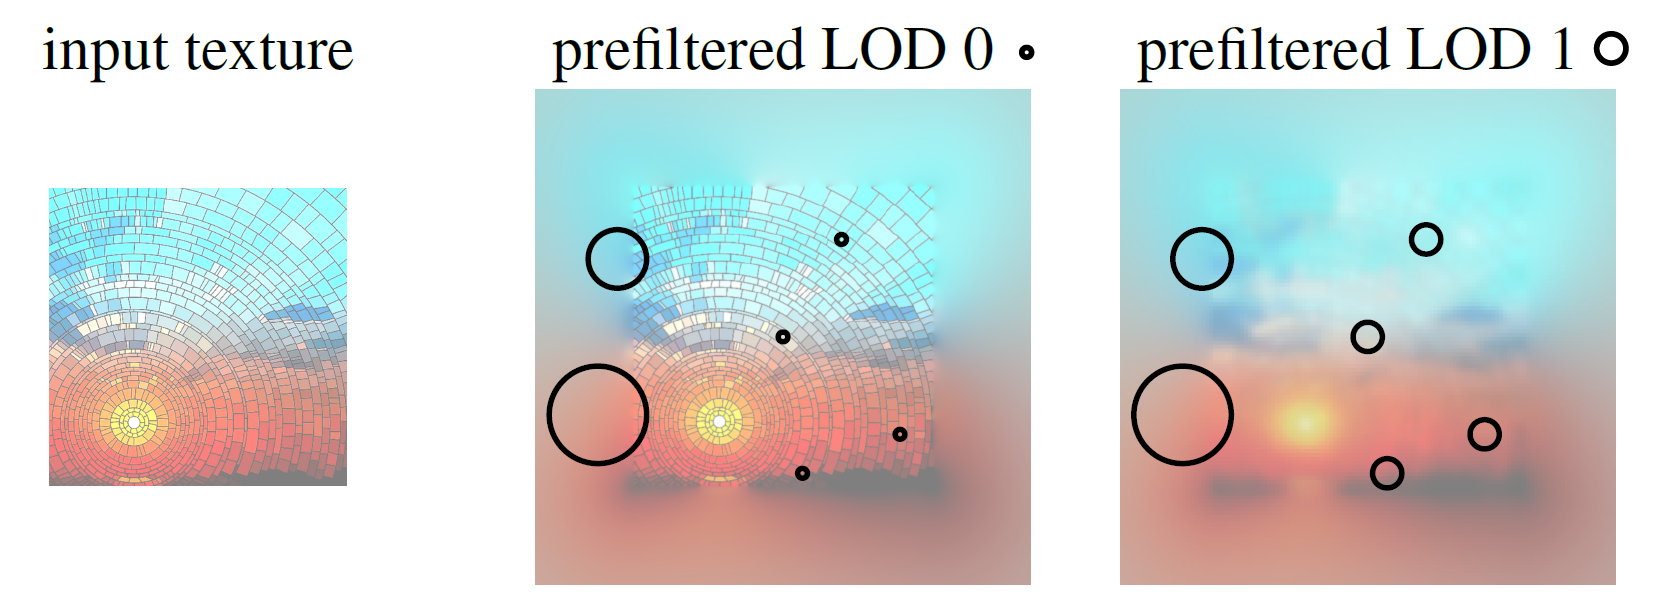 input texture
prefiltered LOD 0
prefiltered LOD 1